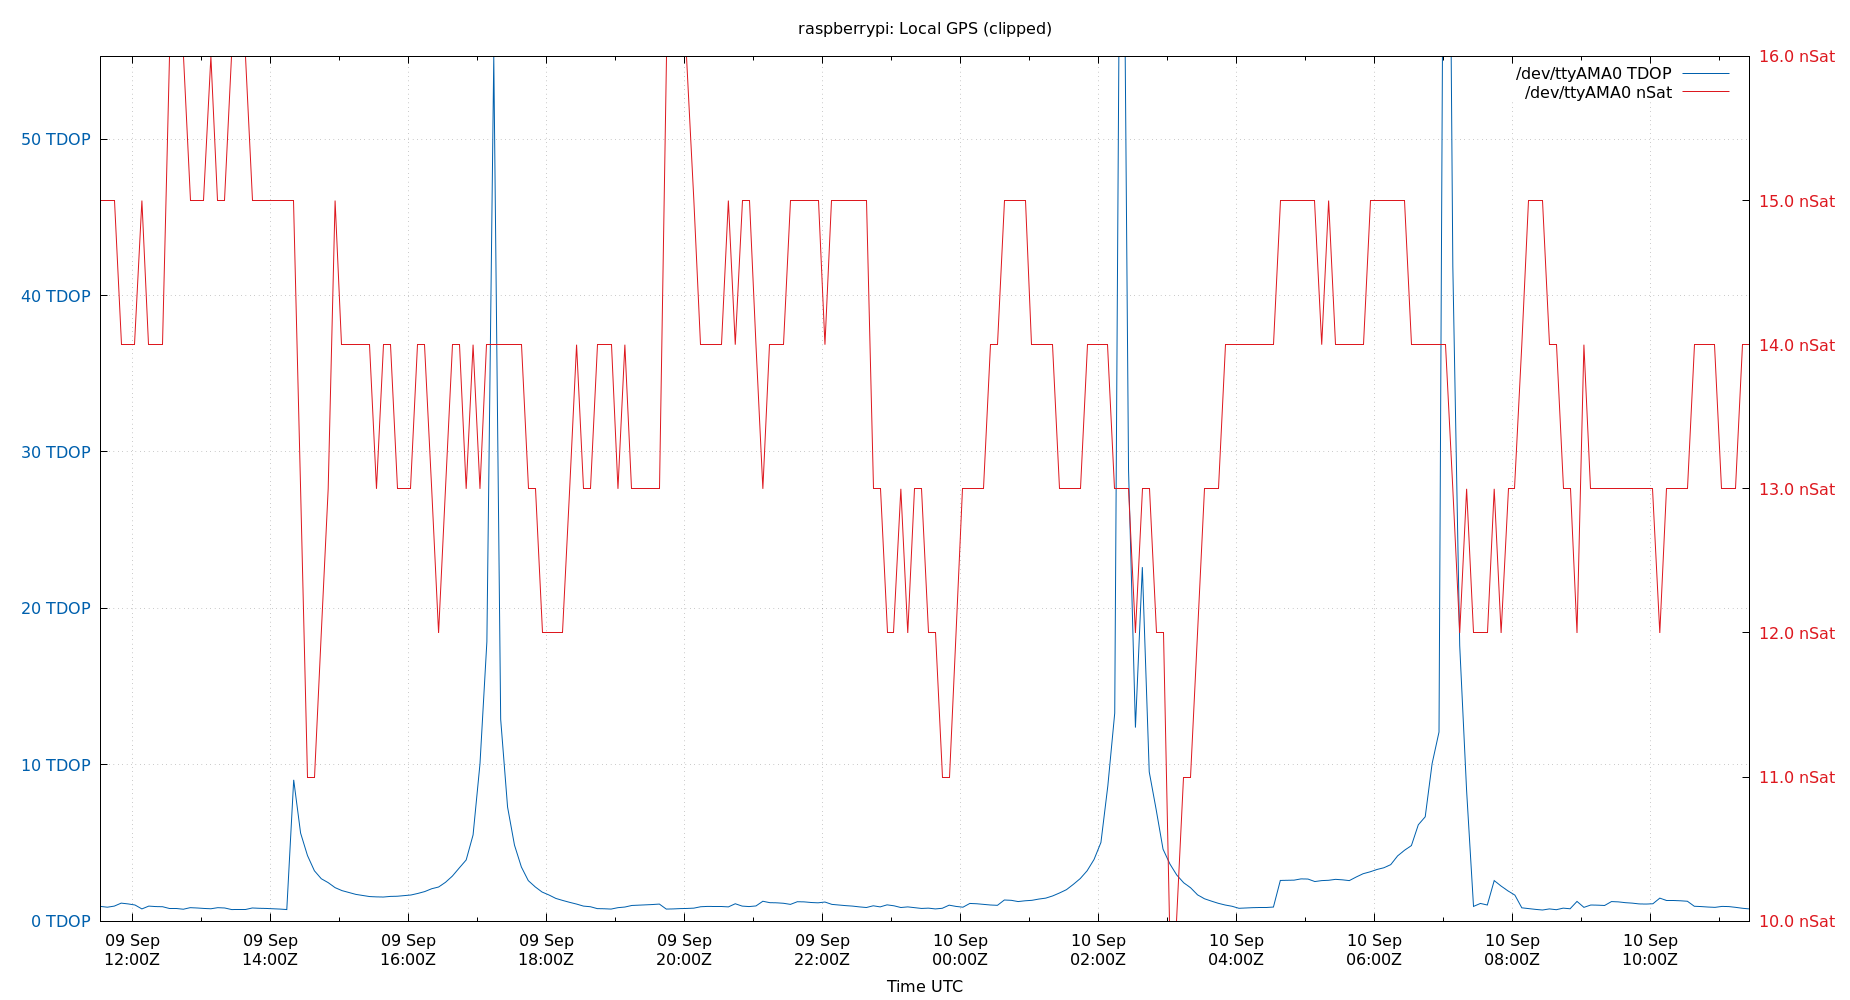 raspberrypi: Local GPS (clipped)
/dev/ttyAMA0 TDOP
/dev/ttyAMA0 nSat
50 TDOP
40 TDOP
30 TDOP
20 TDOP
10 TDOP
0 TDOP
16.0 nSat
15.0 nSat
14.0 nSat
13.0 nSat
12.0 nSat
11.0 nSat
10.0 nSat
09 Sep
12:00Z
09 Sep
14:00Z
09 Sep
16:00Z
09 Sep
18:00Z
09 Sep
20:00Z
09 Sep
22:00Z
10 Sep
00:00Z
10 Sep
02:00Z
10 Sep
04:00Z
10 Sep
06:00Z
10 Sep
08:00Z
10 Sep
10:00Z
Time UTC